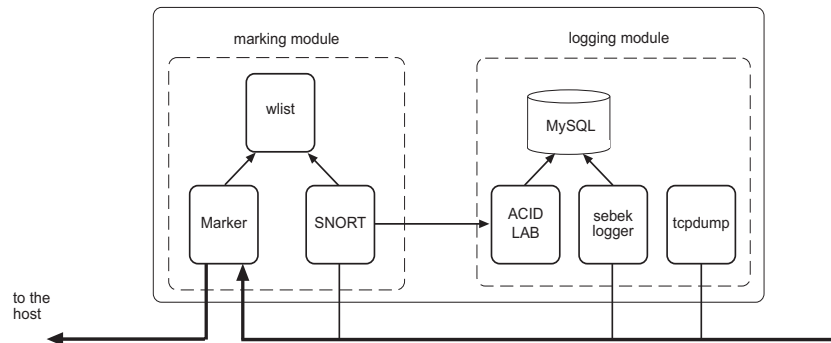 marking module
logging module
wlist
MySQL
Marker
SNORT
ACID
LAB
sebek
logger
tcpdump
to the
host